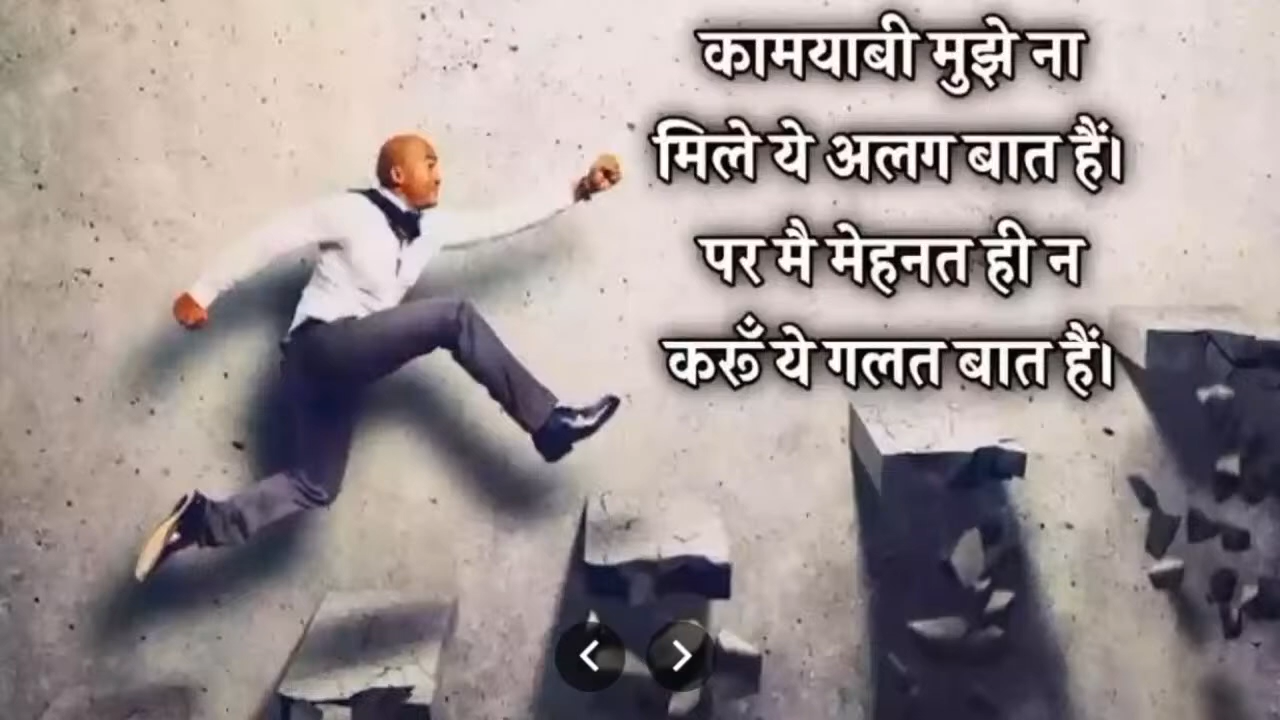 कामयाबी मुझे ना
मिले ये अलग बात हैं।
पर मै मेहनत ही न
करूँ ये गलत बात हैं।